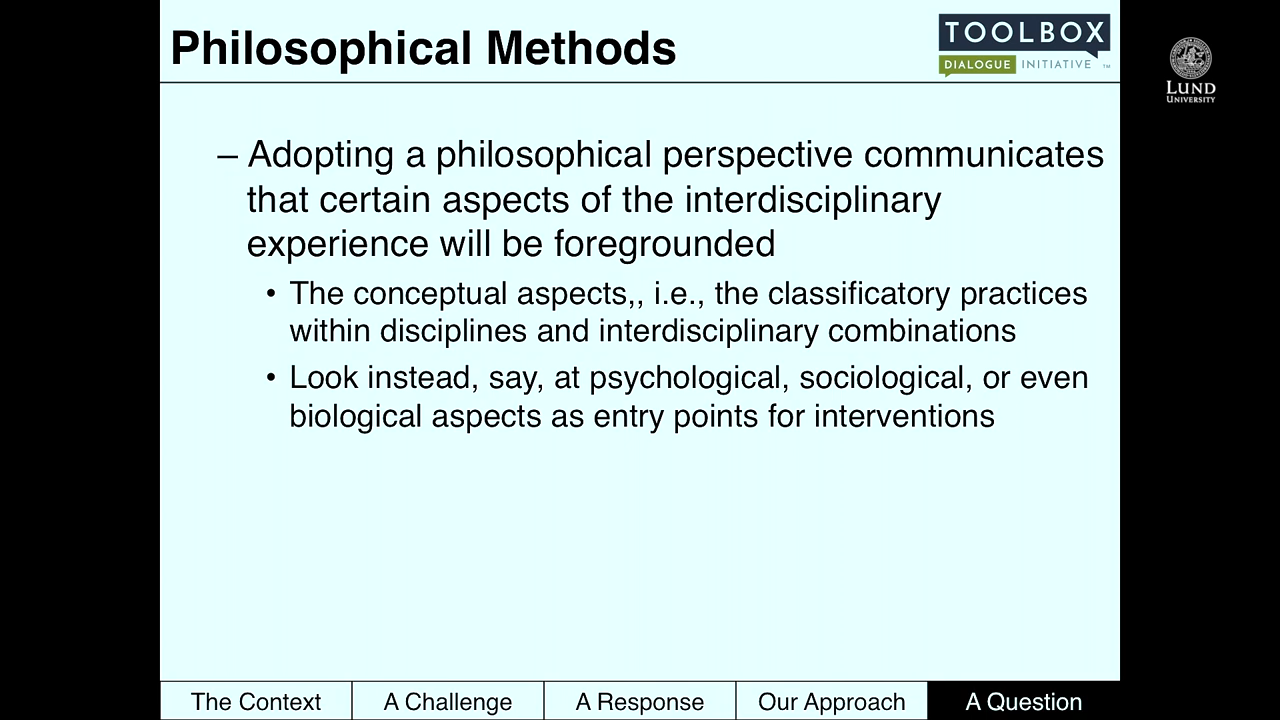 Philosophical Methods
TOOLBOX
DIALOGUE INITIATIVE ™
LUND
UNIVERSITY
– Adopting a philosophical perspective communicates
that certain aspects of the interdisciplinary
experience will be foregrounded
• The conceptual aspects,, i.e., the classificatory practices
within disciplines and interdisciplinary combinations
• Look instead, say, at psychological, sociological, or even
biological aspects as entry points for interventions
The Context
A Challenge
A Response
Our Approach
A Question